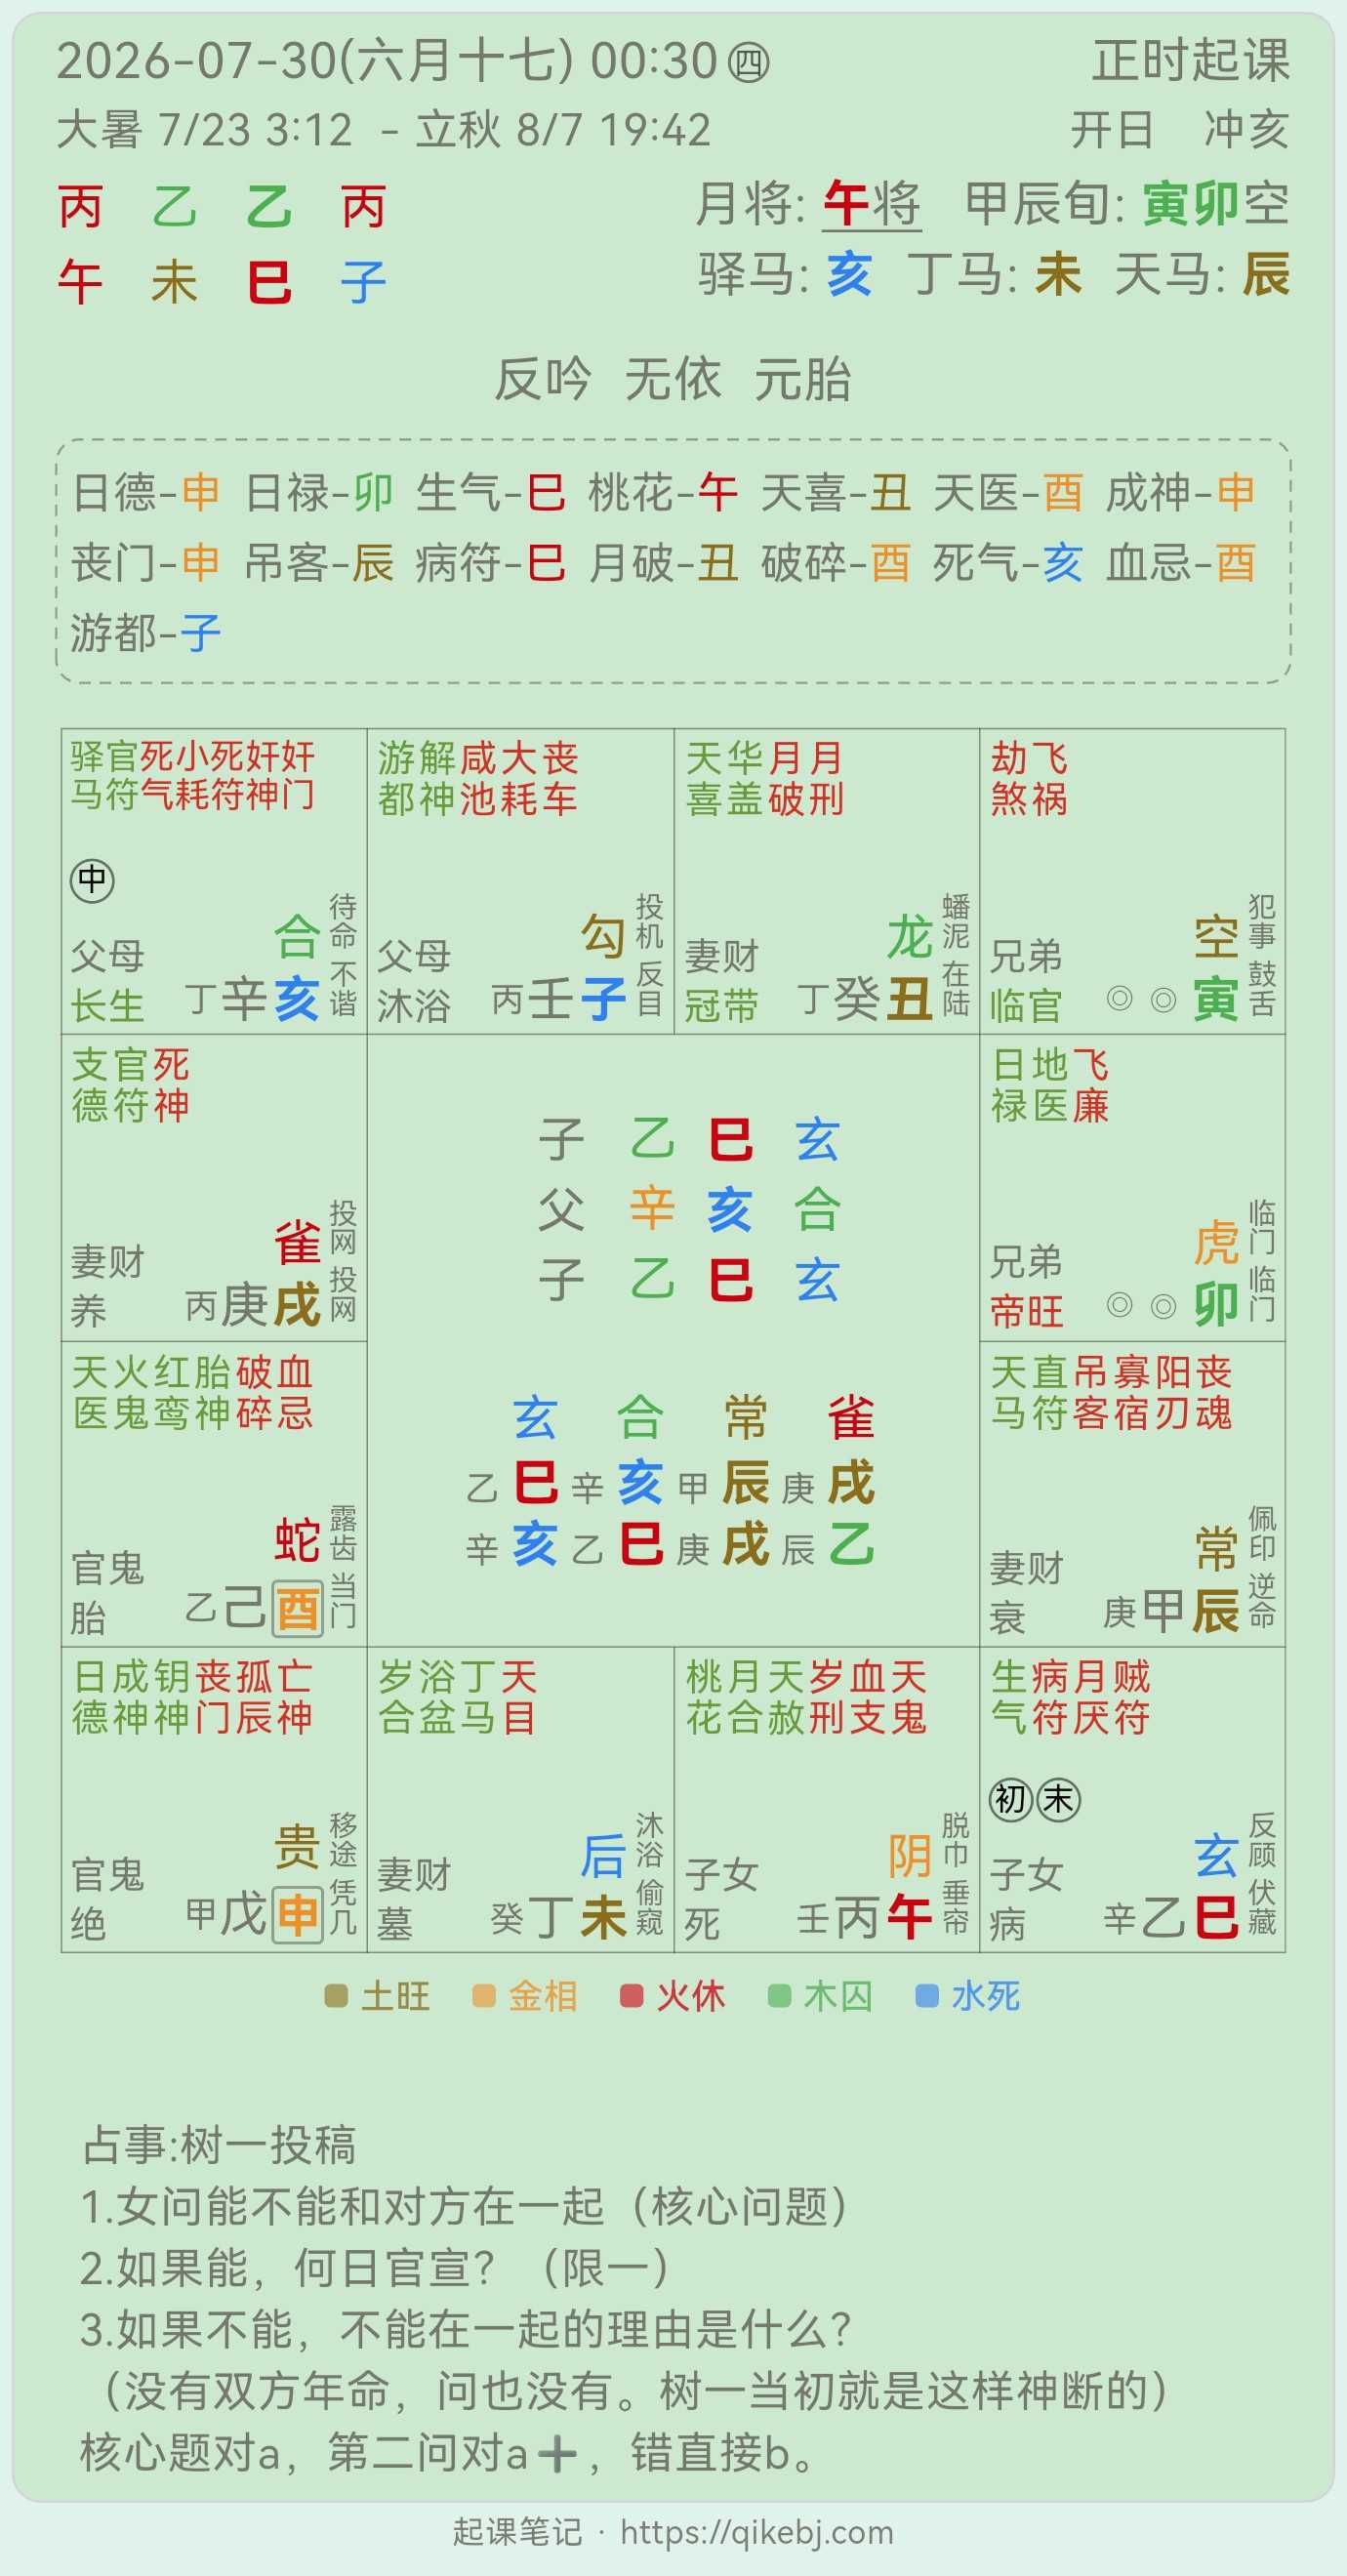 2026-07-30(六月十七) 00:30 ㊃ 正时起课
大暑 7/23 3:12 - 立秋 8/7 19:42 开日 冲亥
丙 乙 乙 丙 月将: 午将 甲辰旬: 寅卯空
午 未 巳 子 驿马: 亥 丁马: 未 天马: 辰
反吟 无依 元胎
日德-申 日禄-卯 生气-巳 桃花-午 天喜-丑 天医-酉 成神-申
丧门-申 吊客-辰 病符-巳 月破-丑 破碎-酉 死气-亥 血忌-酉
游都-子
驿马 官符 死气 小耗 死符 奸神 奸门
中
合 待命 不谐
父母 长生 丁 辛 亥
游都 解神 咸池 大耗 丧车
勾 投机 反目
父母 沐浴 丙 壬 子
天喜 华盖 月破 月刑
龙 蟠泥 在陆
妻财 冠带 丁 癸 丑
劫煞 飞祸
空 犯事 鼓舌
兄弟 临官 ◎ ◎ 寅
支德 官符 死神
雀 投网 投网
妻财 养 丙 庚 戌
子 乙 巳 玄
父 辛 亥 合
子 乙 巳 玄
玄 合 常 雀
乙 巳 辛 亥 甲 辰 庚 戌
辛 亥 乙 巳 庚 戌 辰 乙
日禄 地医 飞廉
虎 临门 临门
兄弟 帝旺 ◎ ◎ 卯
天医 火鬼 红鸾 胎神 破碎 血忌
蛇 露齿 当门
官鬼 胎 乙 己 酉
天马 直符 吊客 寡宿 阳刃 丧魂
常 佩印 逆命
妻财 衰 庚 甲 辰
日德 成神 钥神 丧门 孤辰 亡神
贵 移途 凭几
官鬼 绝 甲 戊 申
岁合 浴盆 丁马 天目
后 沐浴 偷窥
妻财 墓 癸 丁 未
桃花 月合 天赦 岁刑 血支 天鬼
阴 脱巾 垂帘
子女 死 壬 丙 午
生气 病符 月厌 贼符
初 末
玄 反顾 伏藏
子女 病 辛 乙 巳
土旺 金相 火休 木囚 水死
占事:树一投稿
1.女问能不能和对方在一起（核心问题）
2.如果能，何日官宣？（限一）
3.如果不能，不能在一起的理由是什么？
（没有双方年命，问也没有。树一当初就是这样神断的）
核心题对a，第二问对a➕，错直接b。
起课笔记 · https://qikebj.com